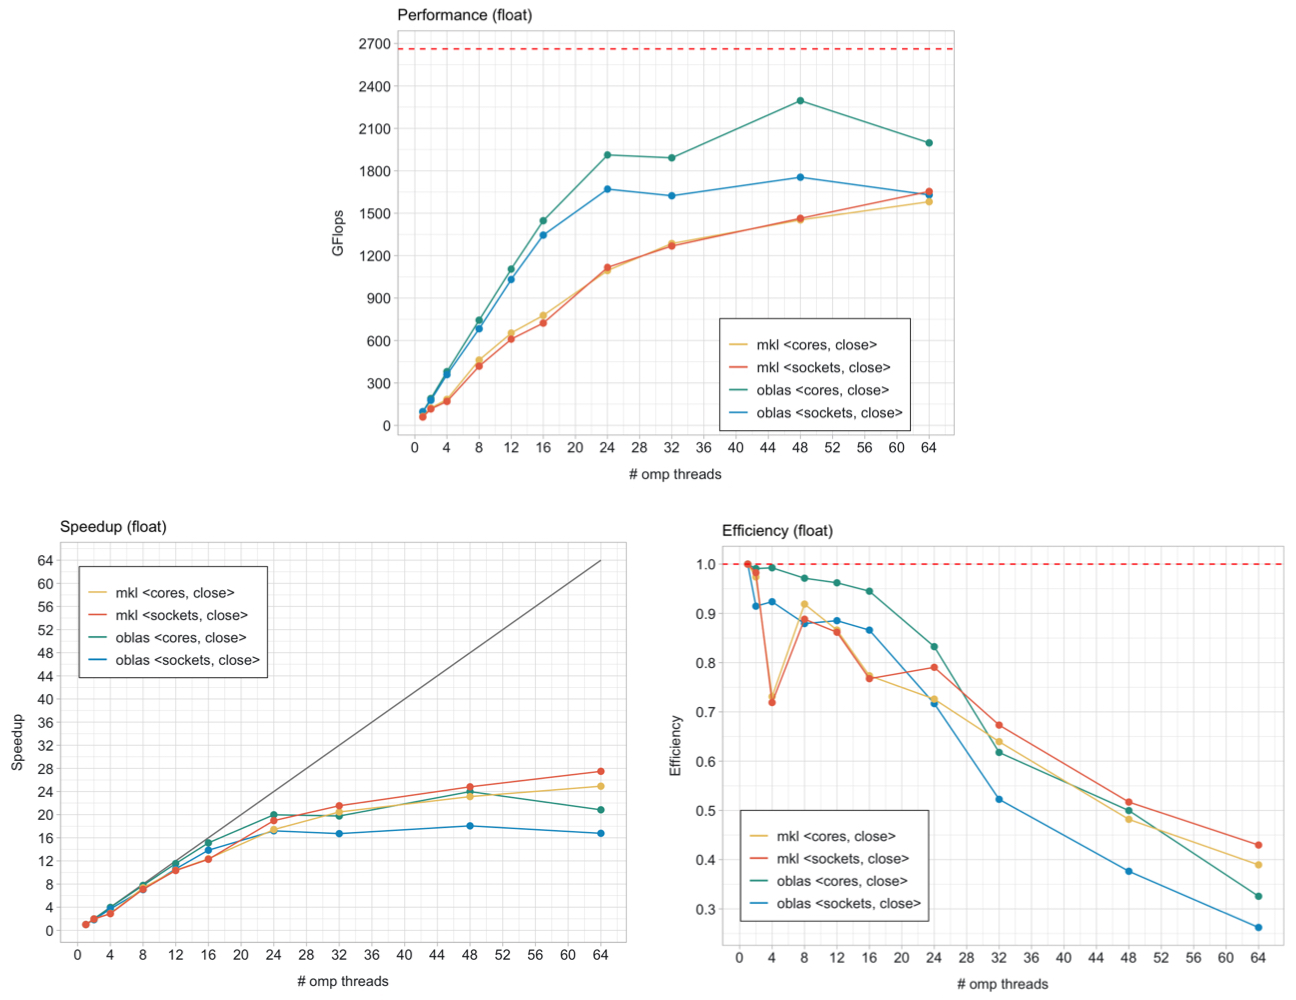 Performance (float)
2700
2400
2100
1800
1500
1200
900
600
300
0
GFlops
mkl <cores, close>
mkl <sockets, close>
oblas <cores, close>
oblas <sockets, close>
0 4 8 12 16 20 24 28 32 36 40 44 48 52 56 60 64
# omp threads
Speedup (float)
64
60
56
52
48
44
40
36
32
28
24
20
16
12
8
4
0
Speedup
mkl <cores, close>
mkl <sockets, close>
oblas <cores, close>
oblas <sockets, close>
0 4 8 12 16 20 24 28 32 36 40 44 48 52 56 60 64
# omp threads
Efficiency (float)
1.0
0.9
0.8
0.7
0.6
0.5
0.4
0.3
Efficiency
mkl <cores, close>
mkl <sockets, close>
oblas <cores, close>
oblas <sockets, close>
0 4 8 12 16 20 24 28 32 36 40 44 48 52 56 60 64
# omp threads